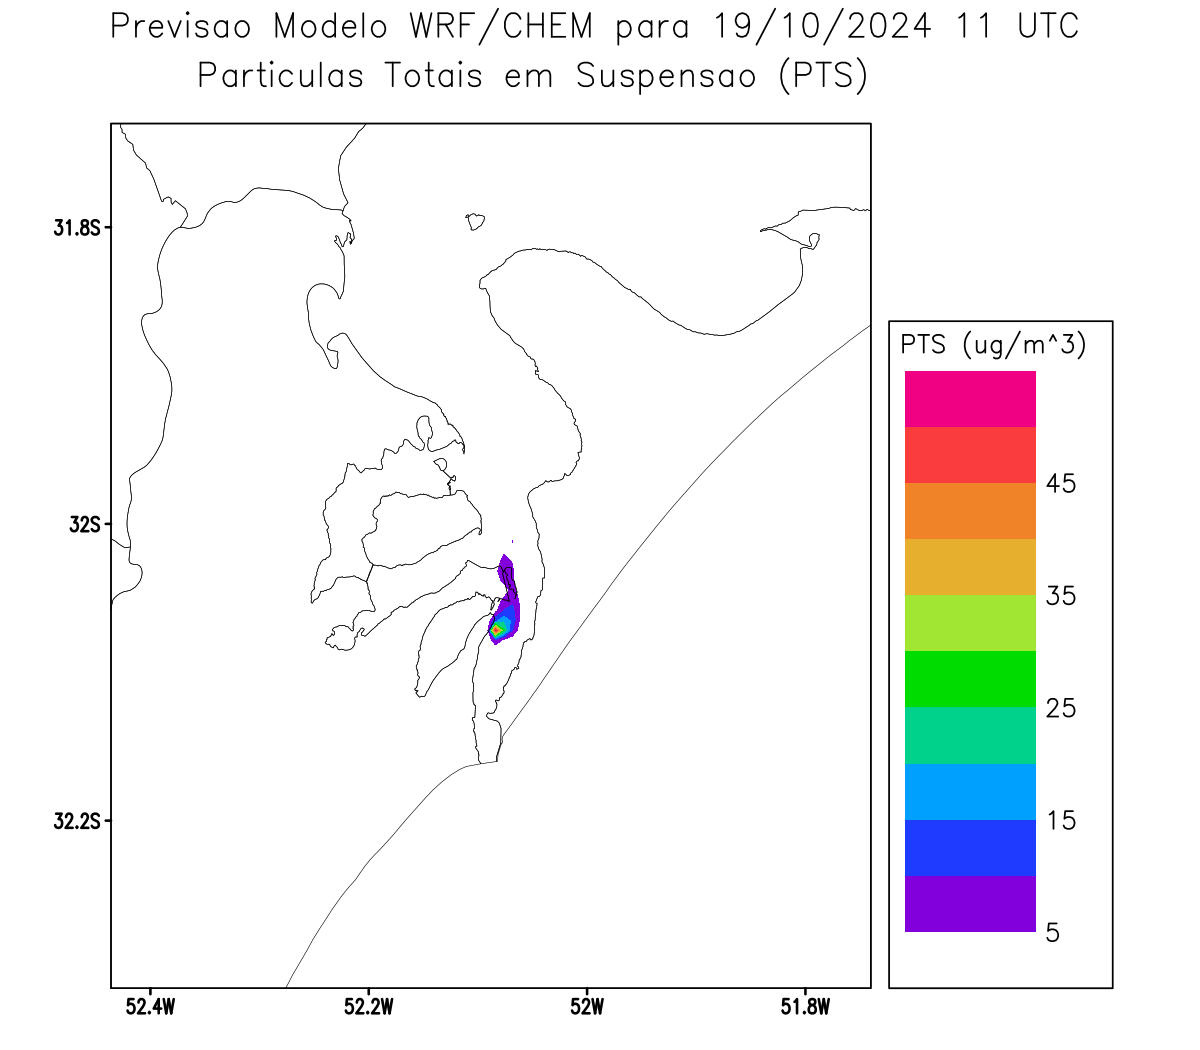 Previsao Modelo WRF/CHEM para 19/10/2024 11 UTC
Particulas Totais em Suspensao (PTS)
31.8S
32S
32.2S
52.4W
52.2W
52W
51.8W
PTS (ug/m^3)
45
35
25
15
5